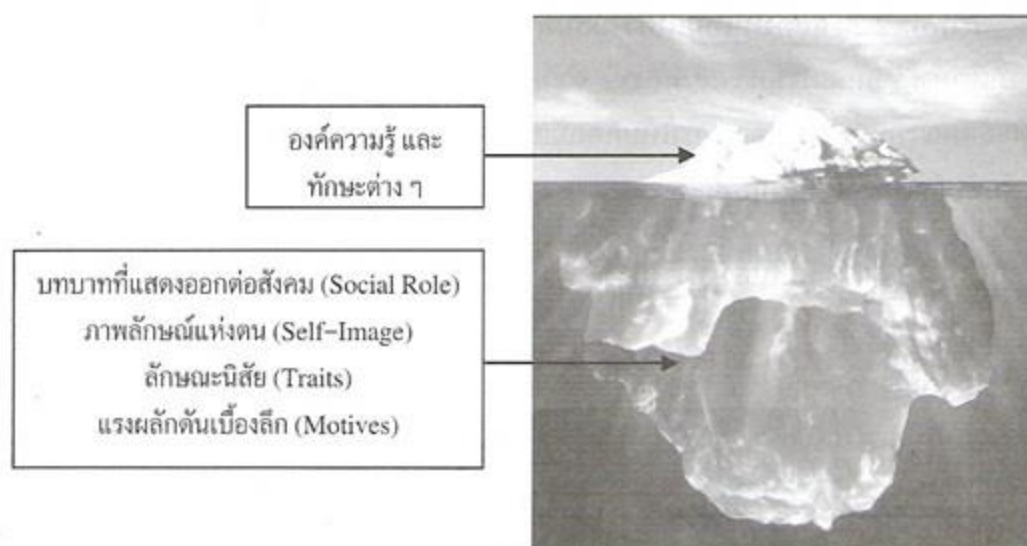 องค์ความรู้ และ
ทักษะต่าง ๆ
บทบาทที่แสดงออกต่อสังคม (Social Role)
ภาพลักษณ์แห่งตน (Self-Image)
ลักษณะนิสัย (Traits)
แรงผลักดันเบื้องลึก (Motives)